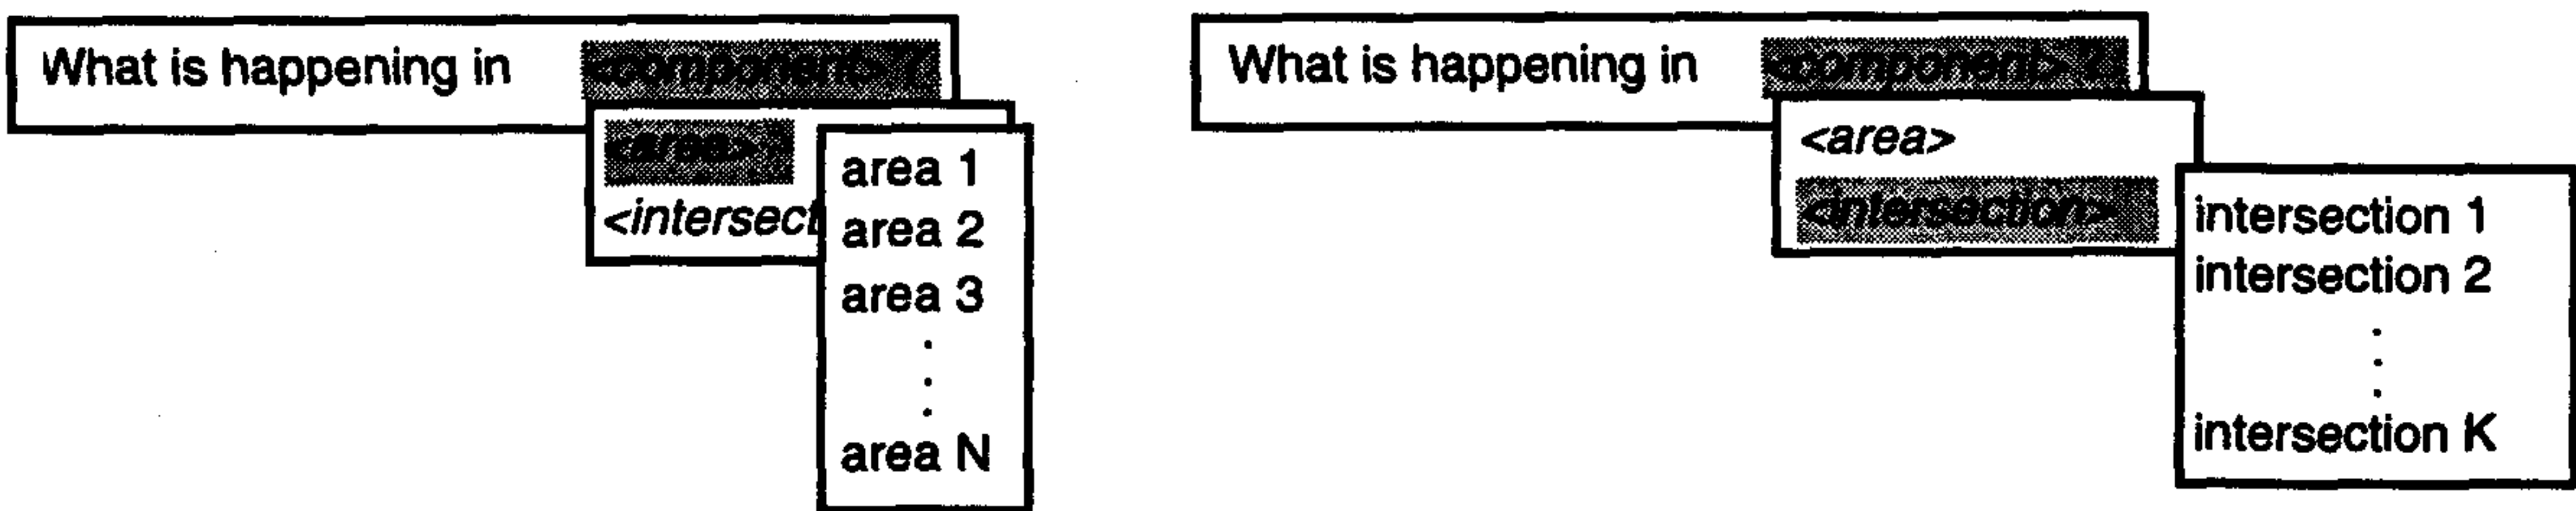 What is happening in <component> ?
<area>
<intersect
area 1
area 2
area 3
.
.
.
area N
What is happening in <component> ?
<area>
<intersection>
intersection 1
intersection 2
.
.
.
intersection K